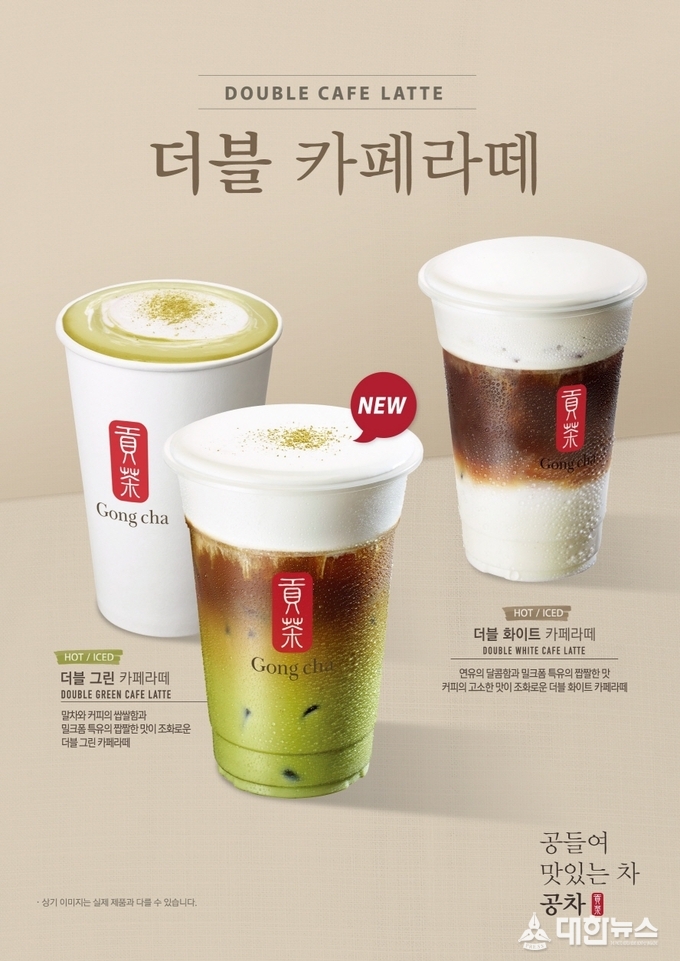 DOUBLE CAFE LATTE
더블 카페라떼
NEW
貢茶
Gong cha
貢茶
Gong cha
貢茶
Gong cha
HOT / ICED
더블 그린 카페라떼
DOUBLE GREEN CAFE LATTE
말차와 커피의 쌉쌀함과
밀크폼 특유의 짭짤한 맛이 조화로운
더블 그린 카페라떼
HOT / ICED
더블 화이트 카페라떼
DOUBLE WHITE CAFE LATTE
연유의 달콤함과 밀크폼 특유의 짭짤한 맛
커피의 고소한 맛이 조화로운 더블 화이트 카페라떼
공들여
맛있는 차
공차 貢茶
· 상기 이미지는 실제 제품과 다를 수 있습니다.
대한뉴스